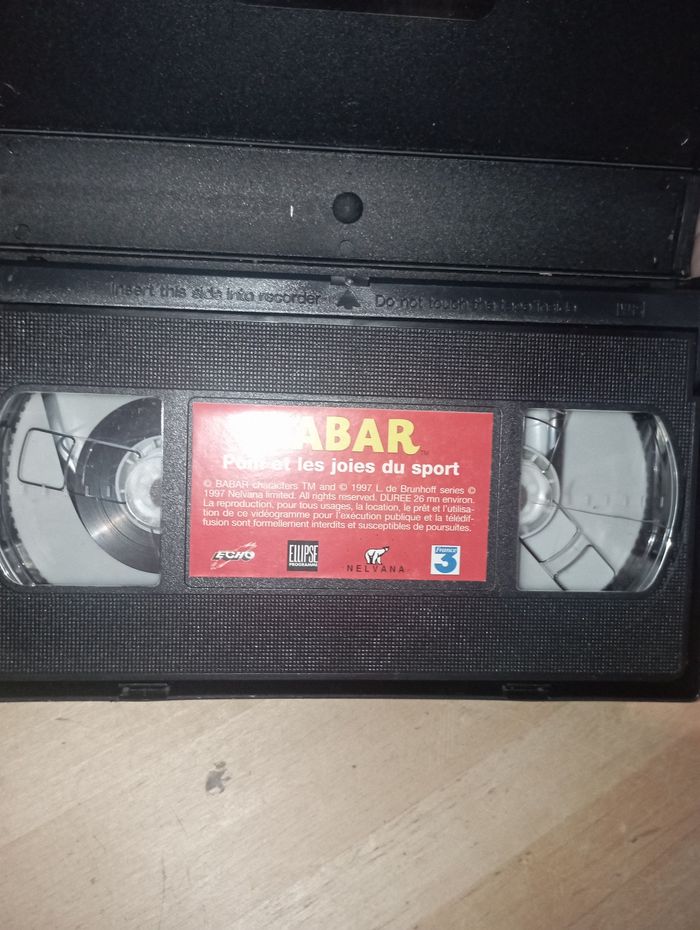 Insert this side into recorder Do not touch the tape inside
BABAR TM
Pom et les joies du sport
© BABAR characters TM and © 1997 L. de Brunhoff series ©
1997 Nelvana limited. All rights reserved. DUREE 26 mn environ.
La reproduction, pour tous usages, la location, le prêt et l'utilisa-
tion de ce vidéogramme pour l'exécution publique et la télédif-
fusion sont formellement interdits et susceptibles de poursuites.
ECHO ELLIPSE PROGRAMME NELVANA France 3